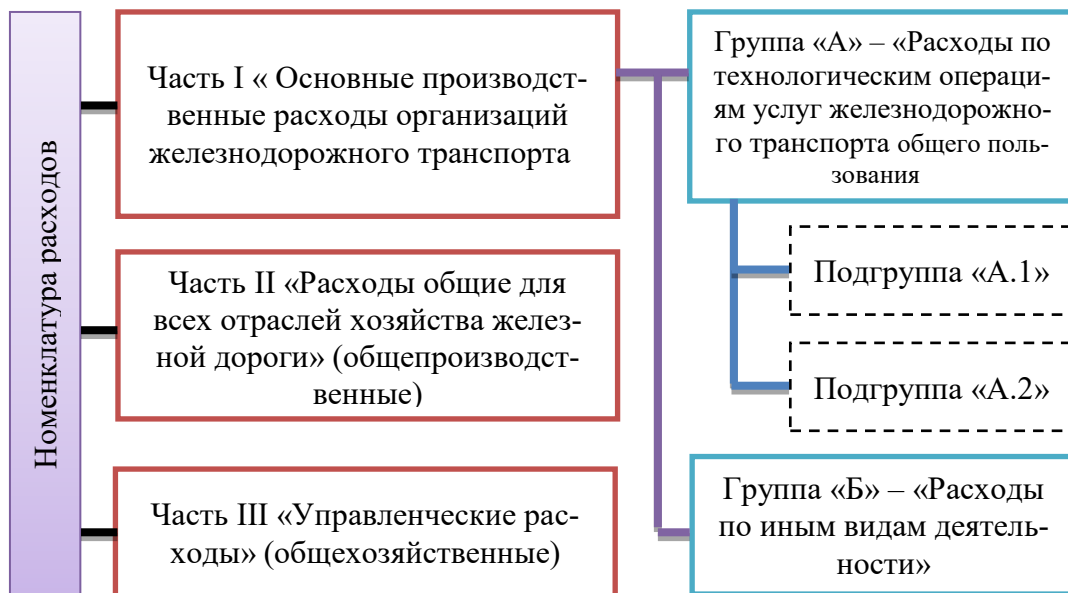 Номенклатура расходов
Часть I « Основные производст-
венные расходы организаций
железнодорожного транспорта
Часть II «Расходы общие для
всех отраслей хозяйства желез-
ной дороги» (общепроизводст-
венные)
Часть III «Управленческие рас-
ходы» (общехозяйственные)
Группа «А» – «Расходы по
технологическим операци-
ям услуг железнодорожно-
го транспорта общего поль-
зования
Подгруппа «А.1»
Подгруппа «А.2»
Группа «Б» – «Расходы
по иным видам деятель-
ности»